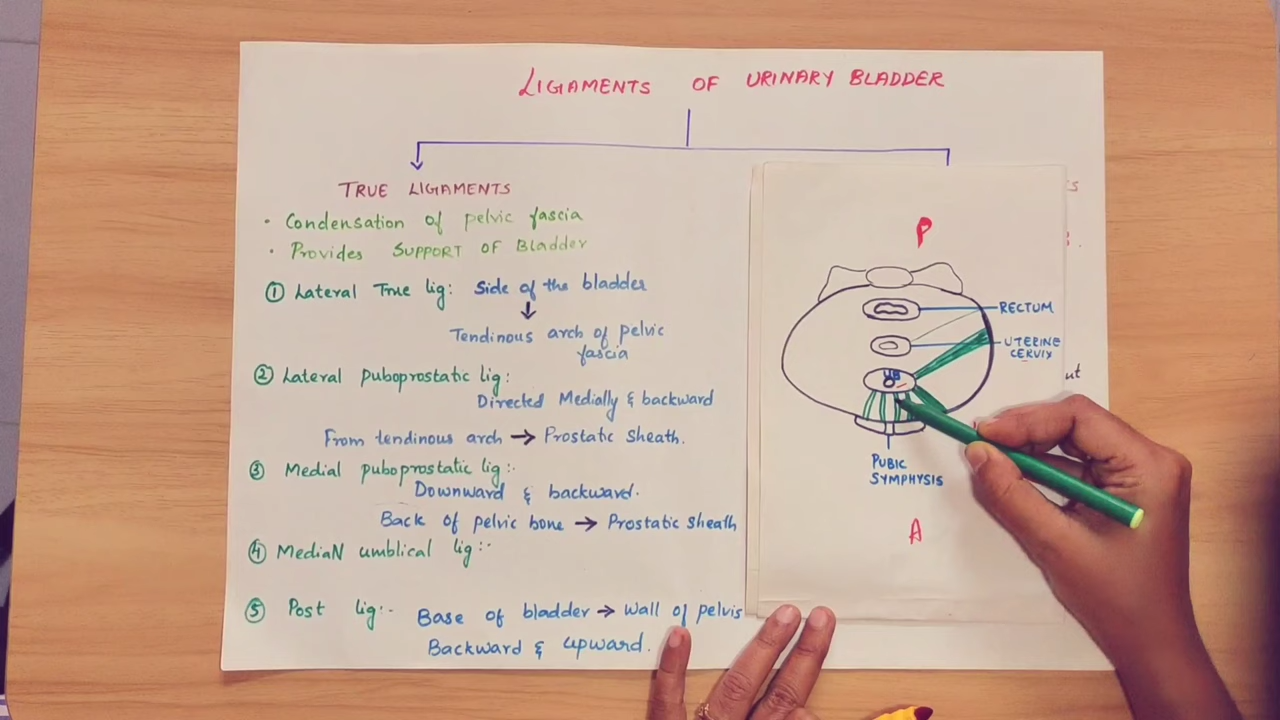 LIGAMENTS OF URINARY BLADDER
TRUE LIGAMENTS
• Condensation of pelvic fascia
• Provides SUPPORT OF Bladder
① Lateral True lig: Side of the bladder
Tendinous arch of pelvic
fascia
② Lateral puboprostatic lig:
Directed Medially & backward
From tendinous arch → Prostatic Sheath.
③ Medial puboprostatic lig:-
Downward & backward.
Back of pelvic bone → Prostatic Sheath
④ MediaN umblical lig:-
⑤ Post lig:- Base of bladder → Wall of pelvis
Backward & upward.
P
RECTUM
UTERINE
CERVIX
UB
PUBIC
SYMPHYSIS
A